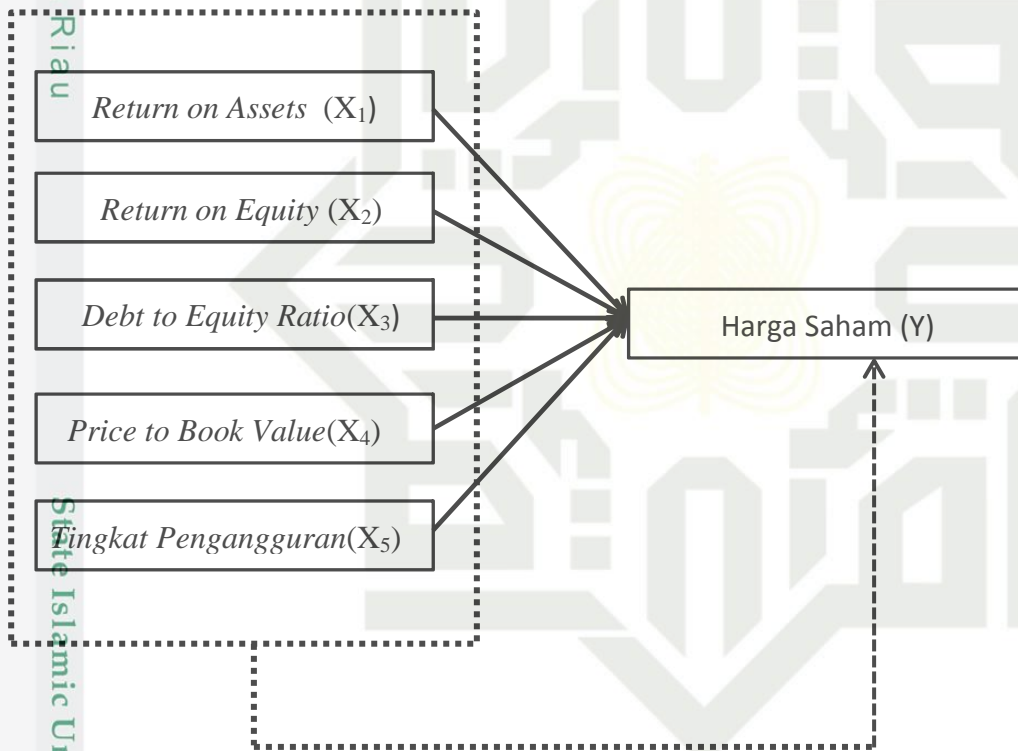 Riau
Return on Assets (X₁)
Return on Equity (X₂)
Debt to Equity Ratio(X₃)
Harga Saham (Y)
Price to Book Value(X₄)
Tingkat Pengangguran(X₅)
State Islamic Un